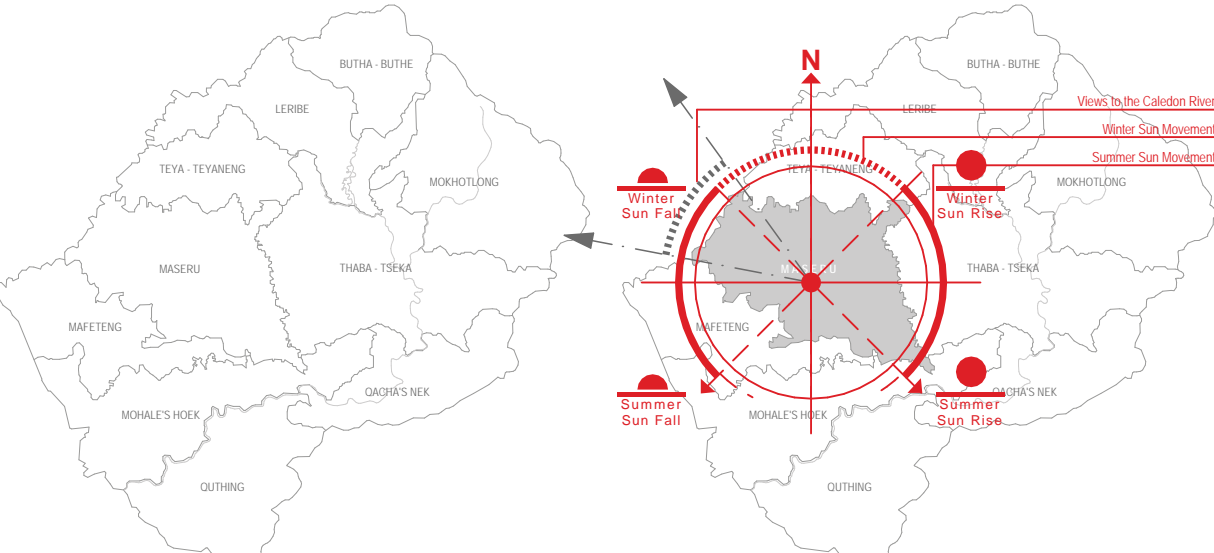 BUTHA - BUTHE
LERIBE
TEYA - TEYANENG
MOKHOTLONG
MASERU
THABA - TSEKA
MAFETENG
QACHA'S NEK
MOHALE'S HOEK
QUTHING
N
BUTHA - BUTHE
Views to the Caledon River
LERIBE
Winter Sun Movement
Summer Sun Movement
TEYA - TEYANENG
MOKHOTLONG
Winter
Sun Fall
Winter
Sun Rise
MASERU
THABA - TSEKA
MAFETENG
QACHA'S NEK
Summer
Sun Fall
Summer
Sun Rise
MOHALE'S HOEK
QUTHING